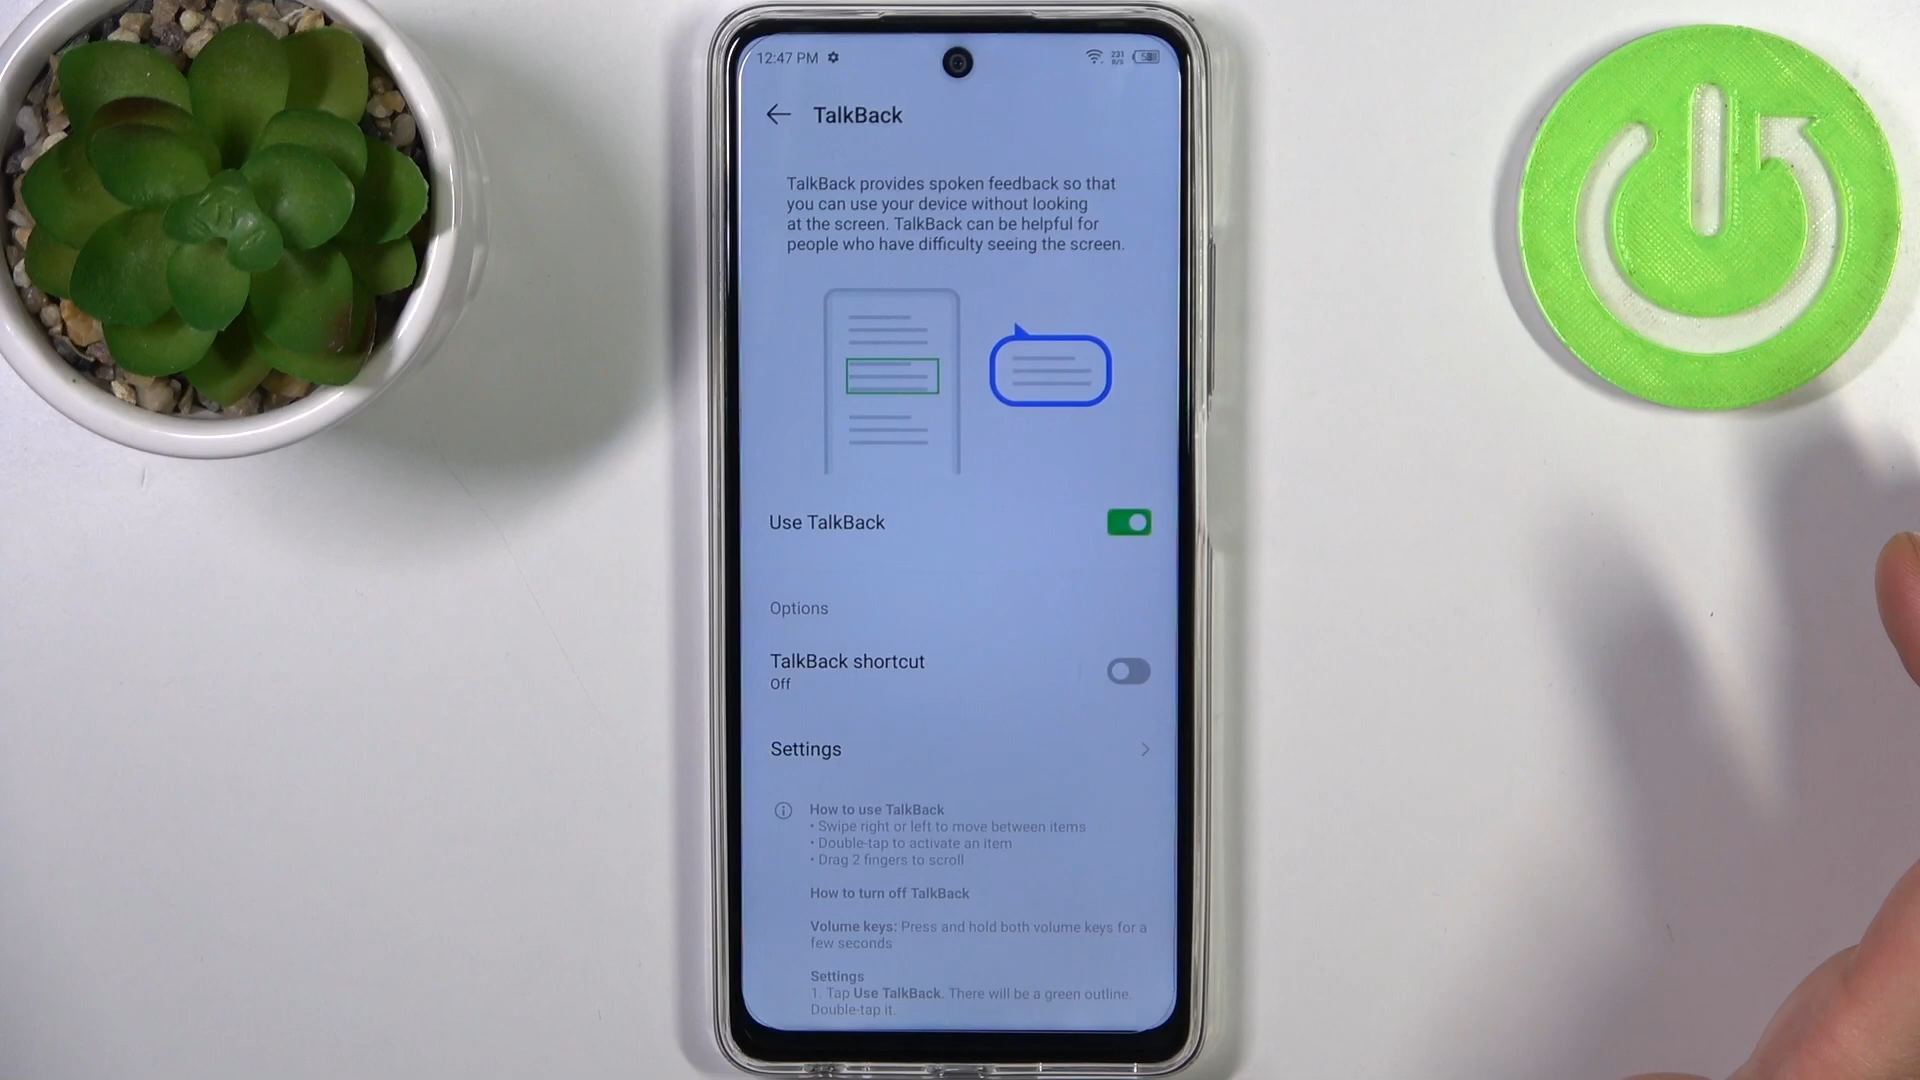 12:47 PM
TalkBack
TalkBack provides spoken feedback so that
you can use your device without looking
at the screen. TalkBack can be helpful for
people who have difficulty seeing the screen.
Use TalkBack
Options
TalkBack shortcut
Off
Settings
How to use TalkBack
• Swipe right or left to move between items
• Double-tap to activate an item
• Drag 2 fingers to scroll
How to turn off TalkBack
Volume keys: Press and hold both volume keys for a
few seconds
Settings
1. Tap Use TalkBack. There will be a green outline.
Double-tap it.